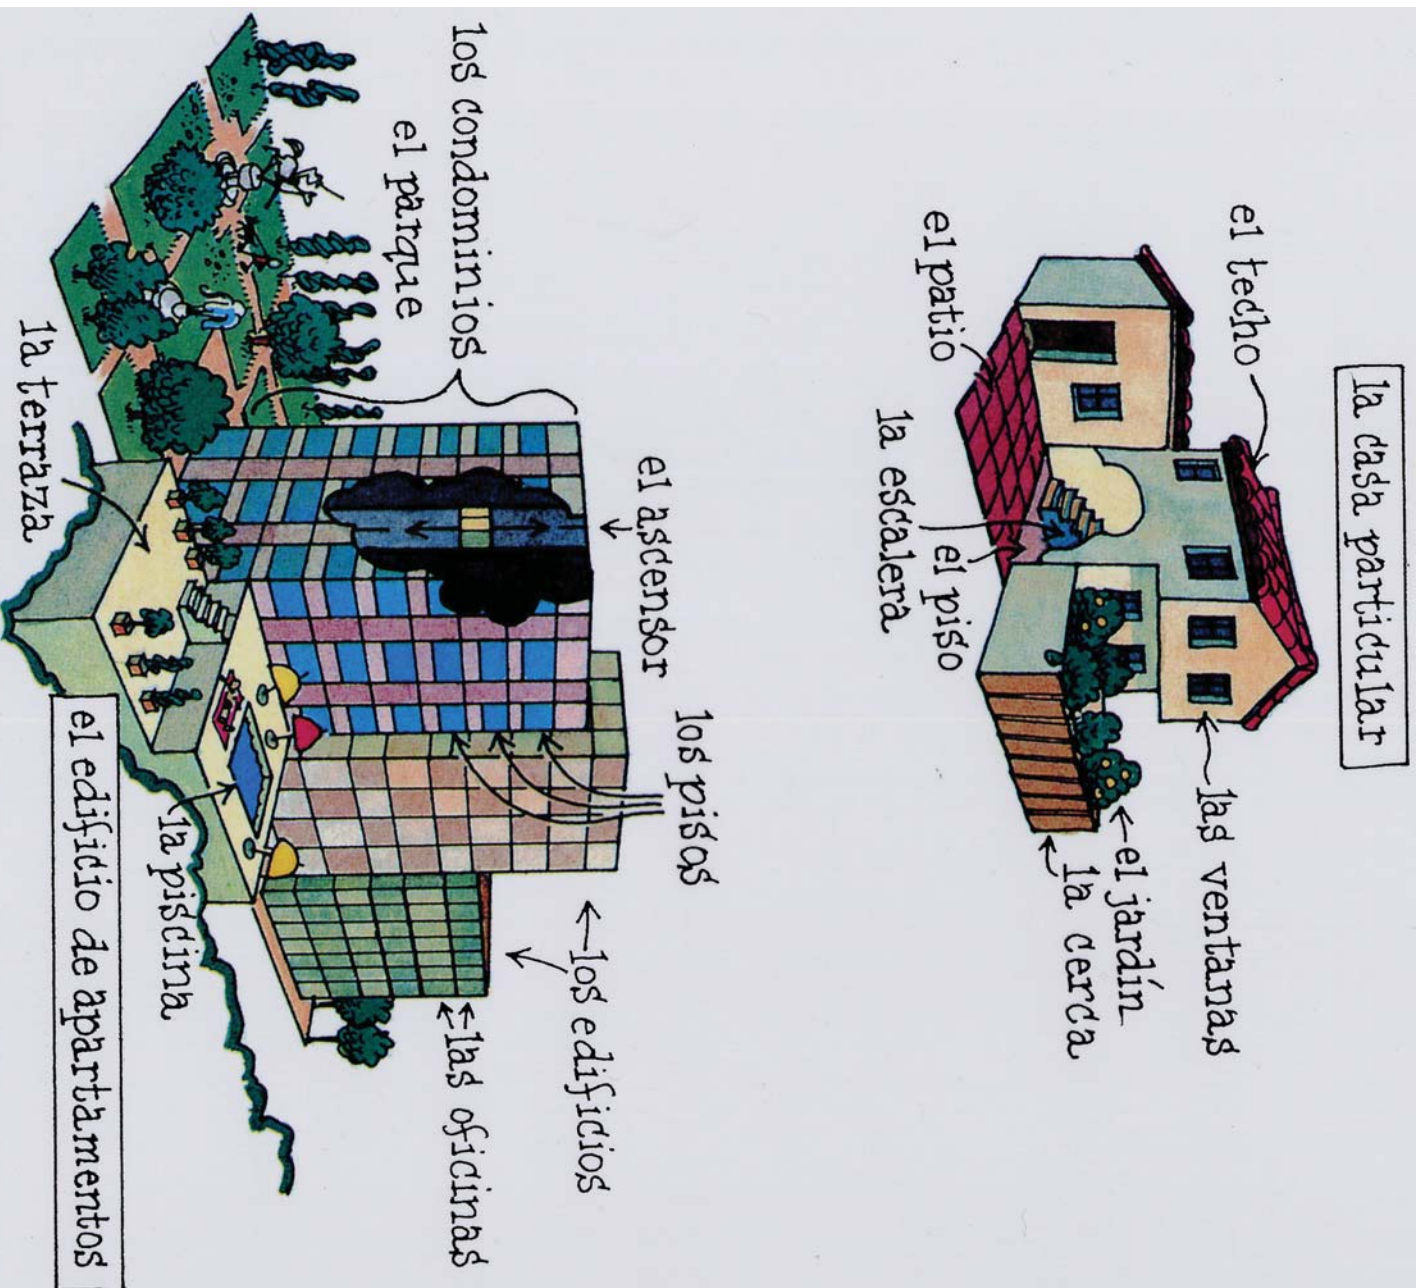 la casa particular
el techo
las ventanas
el jardín
la cerca
el patio
el piso
la escalera
los pisos
el ascensor
los edificios
las oficinas
los condominios
el parque
la terraza
la piscina
el edificio de apartamentos